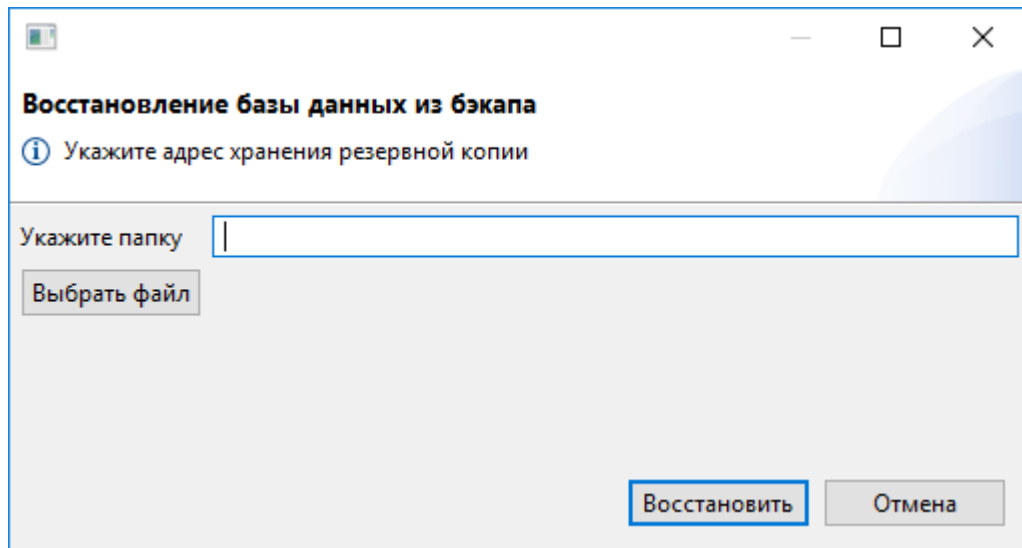 Восстановление базы данных из бэкапа
Укажите адрес хранения резервной копии
Укажите папку
Выбрать файл
Восстановить Отмена